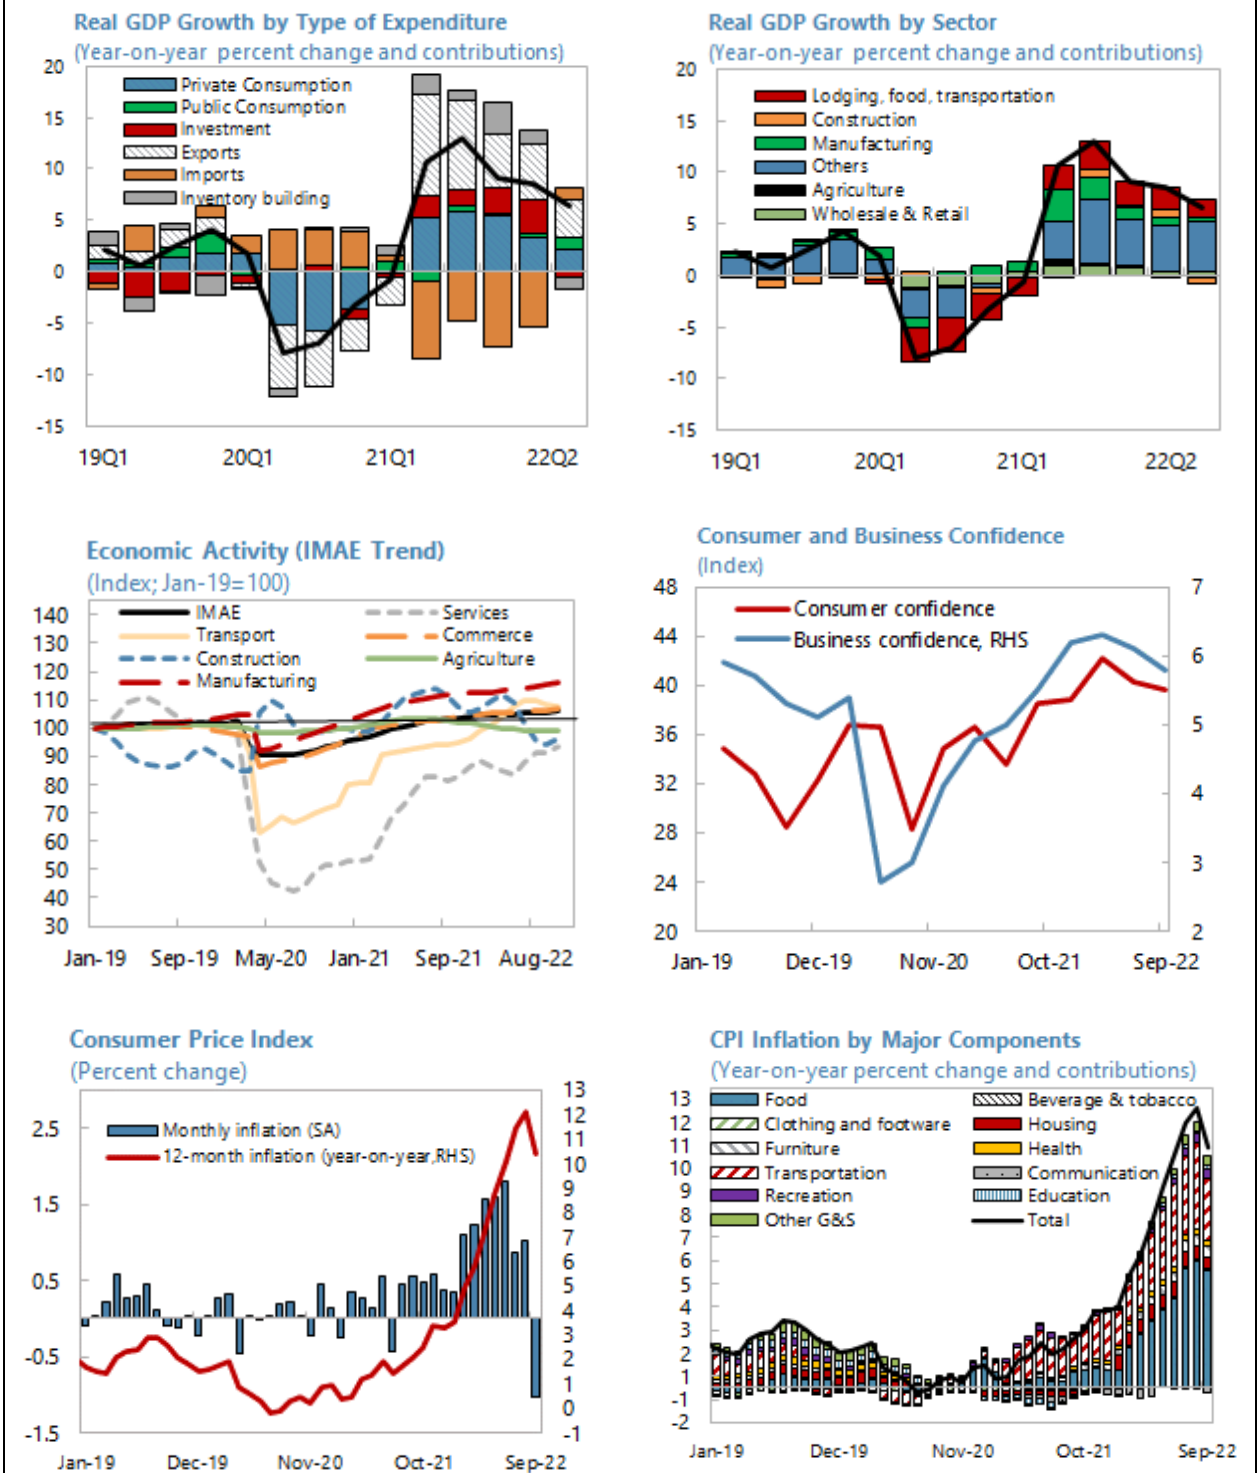 Real GDP Growth by Type of Expenditure
(Year-on-year percent change and contributions)
20
15
10
5
0
-5
-10
-15
Private Consumption
Public Consumption
Investment
Exports
Imports
Inventory building
19Q1
20Q1
21Q1
22Q2
Real GDP Growth by Sector
(Year-on-year percent change and contributions)
20
15
10
5
0
-5
-10
-15
Lodging, food, transportation
Construction
Manufacturing
Others
Agriculture
Wholesale & Retail
19Q1
20Q1
21Q1
22Q2
Economic Activity (IMAE Trend)
(Index; Jan-19=100)
140
130
120
110
100
90
80
70
60
50
40
30
IMAE
Services
Transport
Commerce
Construction
Agriculture
Manufacturing
Jan-19
Sep-19
May-20
Jan-21
Sep-21
Aug-22
Consumer and Business Confidence
(Index)
48
44
40
36
32
28
24
20
7
6
5
4
3
2
Consumer confidence
Business confidence, RHS
Jan-19
Dec-19
Nov-20
Oct-21
Sep-22
Consumer Price Index
(Percent change)
2.5
1.5
0.5
-0.5
-1.5
13
12
11
10
9
8
7
6
5
4
3
2
1
0
-1
Monthly inflation (SA)
12-month inflation (year-on-year,RHS)
Jan-19
Dec-19
Nov-20
Oct-21
Sep-22
CPI Inflation by Major Components
(Year-on-year percent change and contributions)
13
12
11
10
9
8
7
6
5
4
3
2
1
-1
-2
Food
Beverage & tobacco
Clothing and footware
Housing
Furniture
Health
Transportation
Communication
Recreation
Education
Other G&S
Total
Jan-19
Dec-19
Nov-20
Oct-21
Sep-22